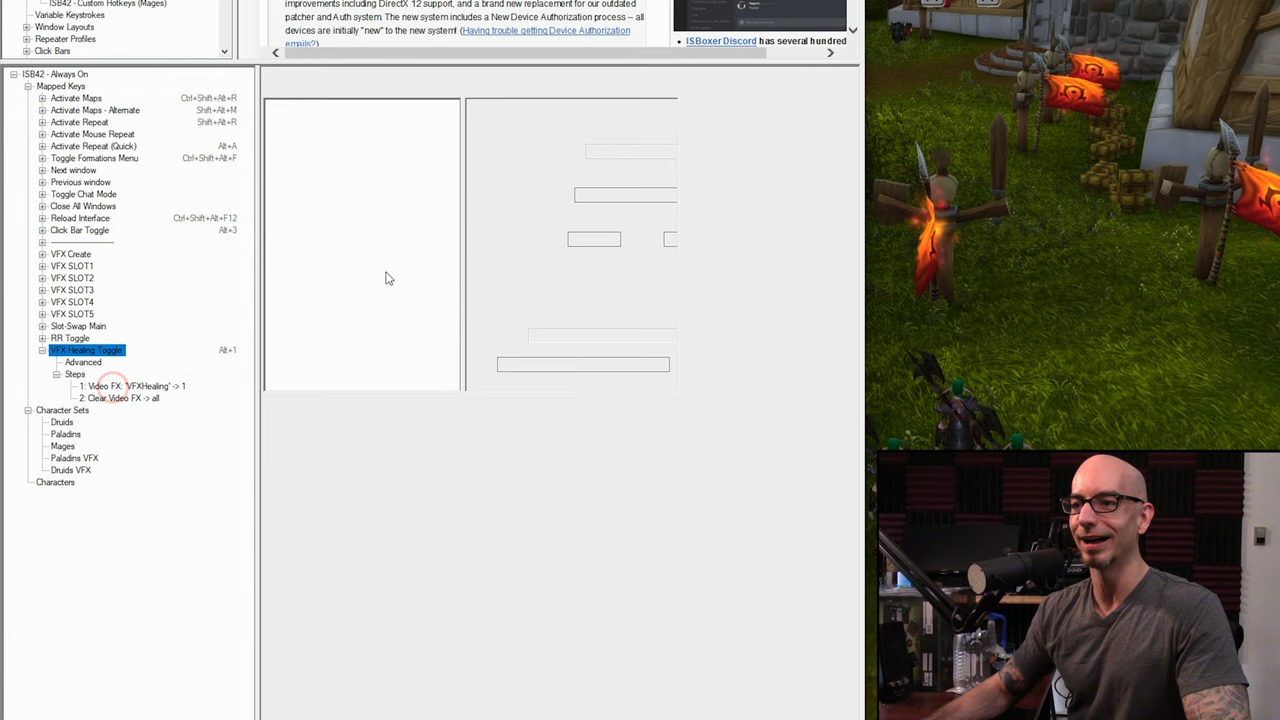 ISB42 - Custom Hotkeys (Mages)
Variable Keystrokes
Window Layouts
Repeater Profiles
Click Bars
improvements including DirectX 12 support, and a brand new replacement for our outdated
patcher and Auth system. The new system includes a New Device Authorization process – all
devices are initially "new" to the new system! (Having trouble getting Device Authorization
emails?)
ISBoxer Discord has several hundred
ISB42 - Always On
Mapped Keys
Activate Maps Ctrl+Shift+Alt+R
Activate Maps - Alternate Shift+Alt+M
Activate Repeat Shift+Alt+R
Activate Mouse Repeat
Activate Repeat (Quick) Alt+A
Toggle Formations Menu Ctrl+Shift+Alt+F
Next window
Previous window
Toggle Chat Mode
Close All Windows
Reload Interface Ctrl+Shift+Alt+F12
Click Bar Toggle Alt+3
VFX Create
VFX SLOT1
VFX SLOT2
VFX SLOT3
VFX SLOT4
VFX SLOT5
Slot-Swap Main
RR Toggle
VFX Healing Toggle Alt+1
Advanced
Steps
1: Video FX: 'VFXHealing' -> 1
2: Clear Video FX -> all
Character Sets
Druids
Paladins
Mages
Paladins VFX
Druids VFX
Characters